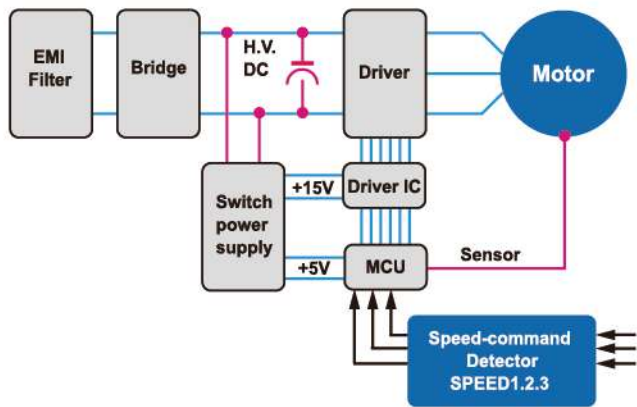 EMI
Filter
Bridge
H.V.
DC
Driver
Motor
Switch
power
supply
+15V
Driver IC
+5V
MCU
Sensor
Speed-command
Detector
SPEED1.2.3